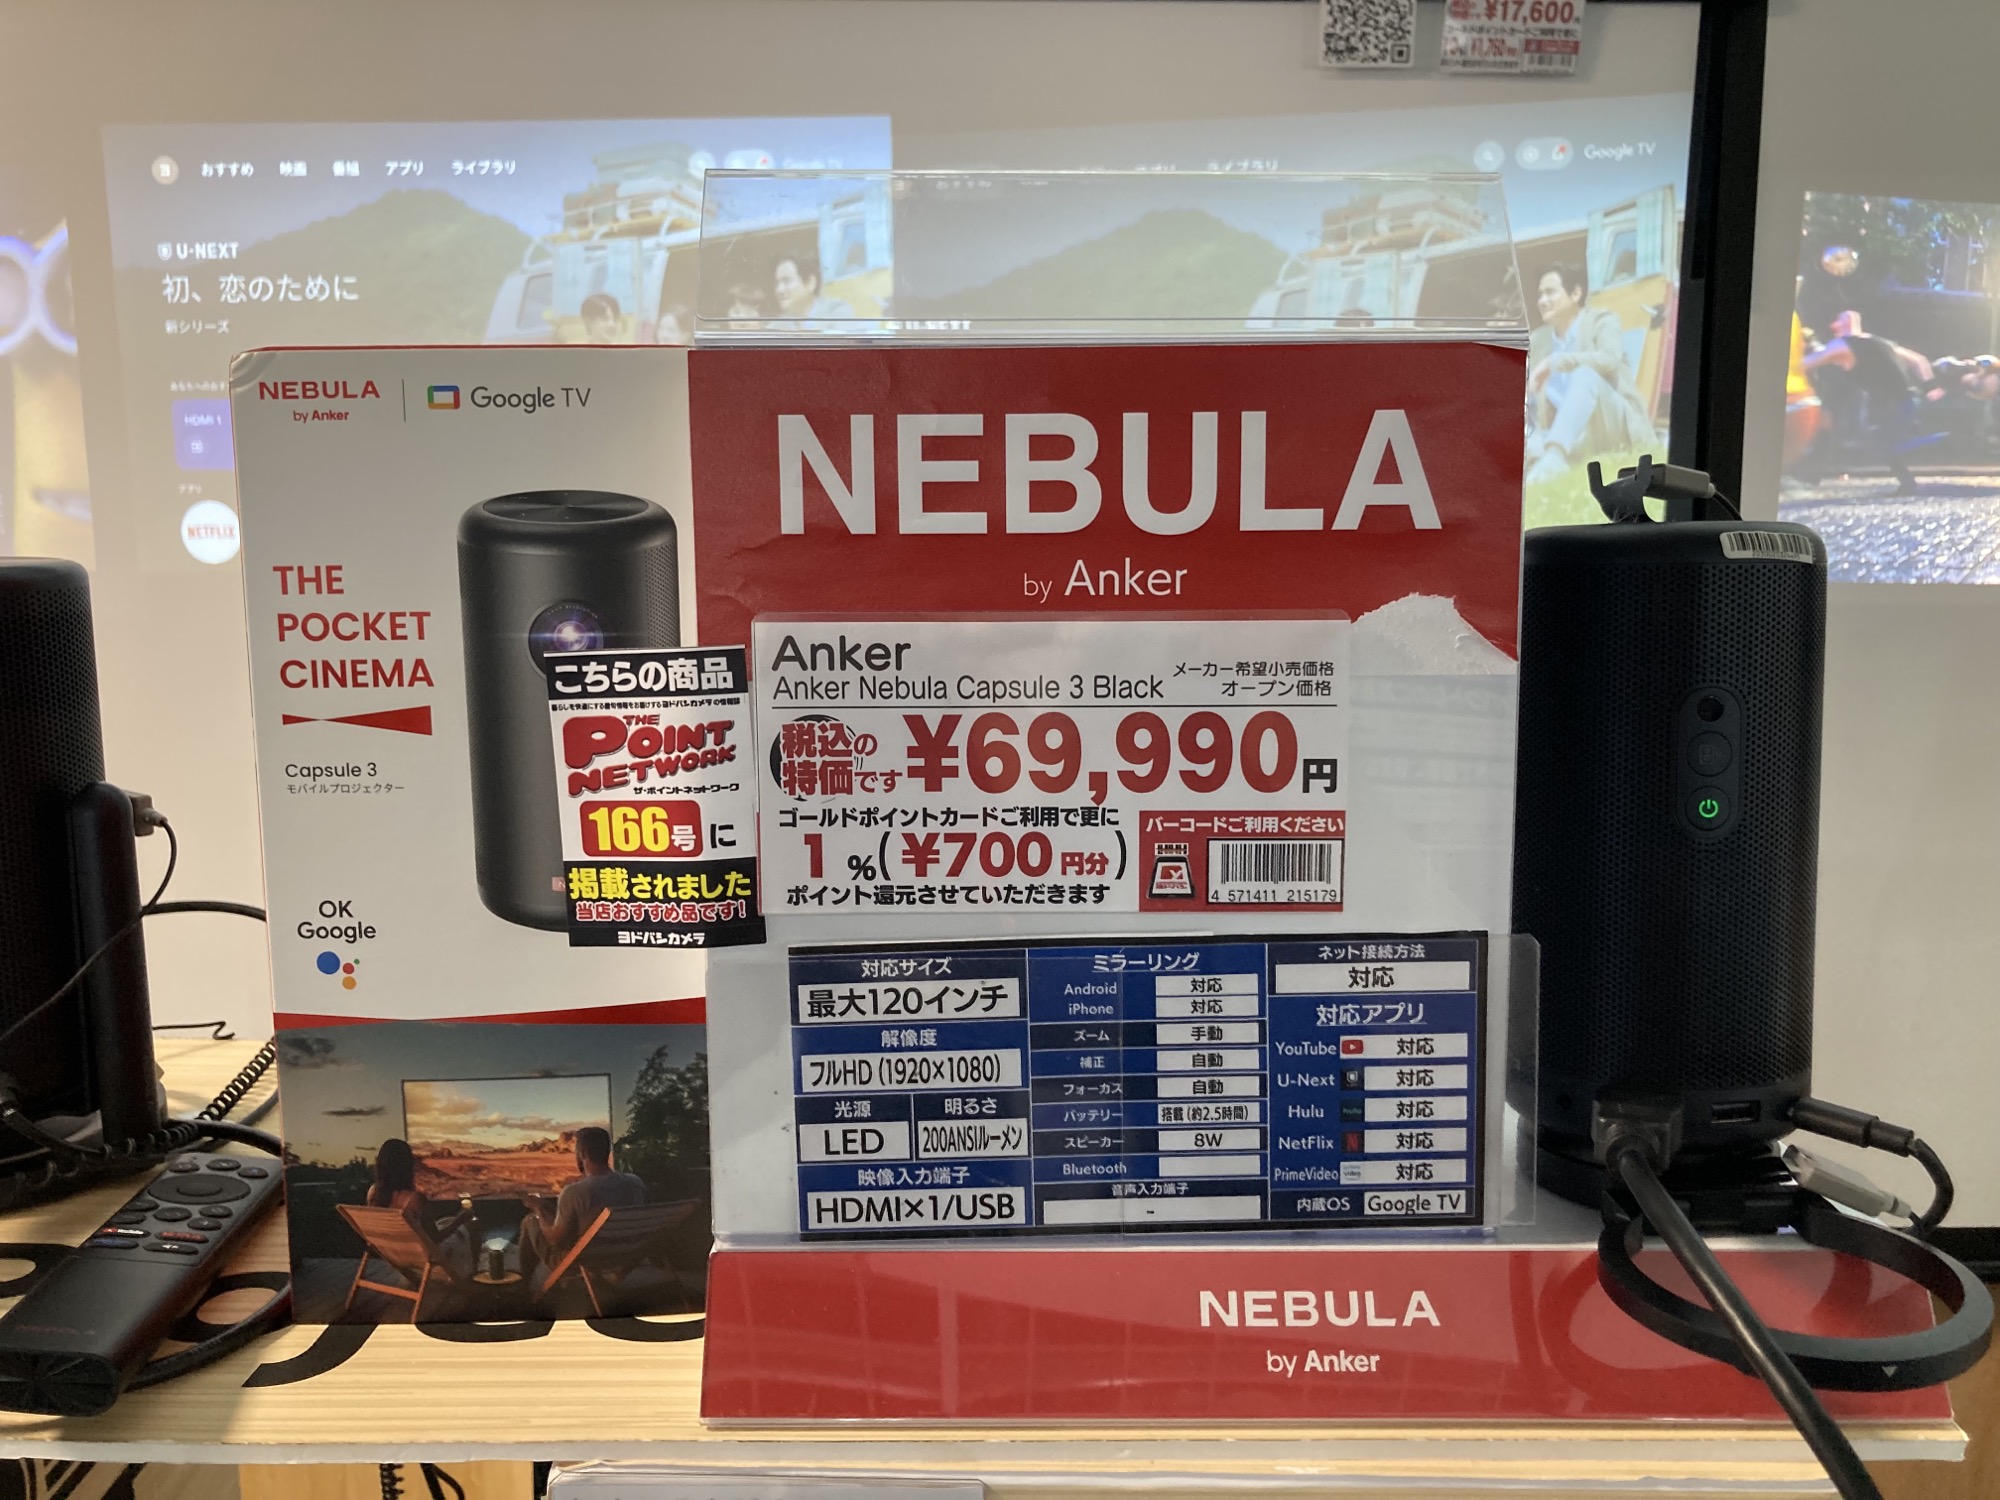 ¥17,600
おすすめ 映画 番組 アプリ ライブラリ
ライブラリ
Google TV
U-NEXT
初、恋のために
新シリーズ
HDMI 1
アプリ
NETFLIX
NEBULA
by Anker
Google TV
THE
POCKET
CINEMA
Capsule 3
モバイルプロジェクター
OK
Google
こちらの商品
THE
POINT
NETWORK
ザ・ポイントネットワーク
166号に
掲載されました
当店おすすめ品です!
ヨドバシカメラ
NEBULA
by Anker
Anker
Anker Nebula Capsule 3 Black
メーカー希望小売価格
オープン価格
税込の
特価です
¥69,990円
ゴールドポイントカードご利用で更に
1%(¥700円分)
ポイント還元させていただきます
バーコードご利用ください
4 571411 215179
対応サイズ
最大120インチ
解像度
フルHD (1920×1080)
光源
LED
明るさ
200ANSIルーメン
映像入力端子
HDMI×1/USB
ミラーリング
Android 対応
iPhone 対応
ズーム 手動
補正 自動
フォーカス 自動
バッテリー 搭載(約2.5時間)
スピーカー 8W
Bluetooth
音声入力端子
-
ネット接続方法
対応
対応アプリ
YouTube 対応
U-Next 対応
Hulu 対応
NetFlix 対応
PrimeVideo 対応
内蔵OS Google TV
NEBULA
by Anker